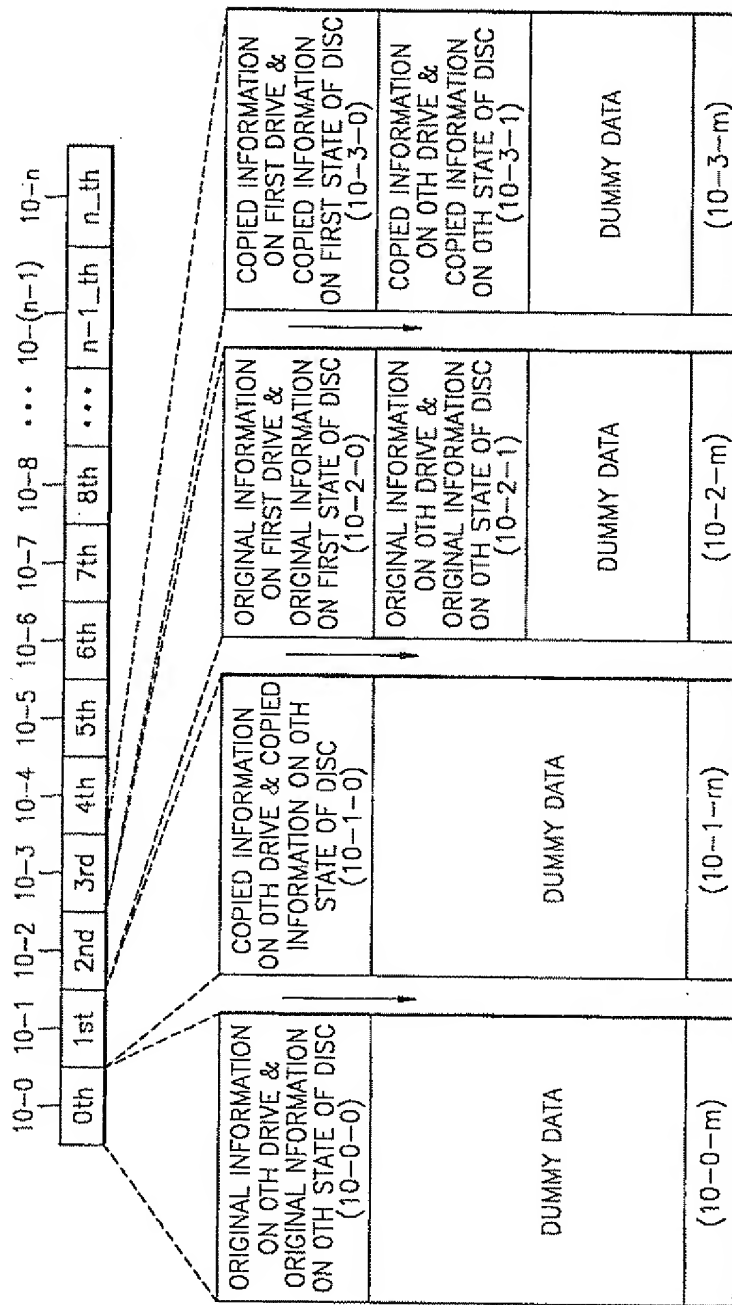 10-0 10-1 10-2 10-3 10-4 10-5 10-6 10-7 10-8 ••• 10-(n-1) 10-n
0th 1st 2nd 3rd 4th 5th 6th 7th 8th ••• n-1_th n_th
ORIGINAL INFORMATION
ON 0TH DRIVE &
ORIGINAL NFORMATION
ON 0TH STATE OF DISC
(10-0-0)
DUMMY DATA
(10-0-m)
COPIED INFORMATION
ON 0TH DRIVE & COPIED
INFORMATION ON 0TH
STATE OF DISC
(10-1-0)
DUMMY DATA
(10-1-m)
ORIGINAL INFORMATION
ON FIRST DRIVE &
ORIGINAL INFORMATION
ON FIRST STATE OF DISC
(10-2-0)
ORIGINAL INFORMATION
ON 0TH DRIVE &
ORIGINAL INFORMATION
ON 0TH STATE OF DISC
(10-2-1)
DUMMY DATA
(10-2-m)
COPIED INFORMATION
ON FIRST DRIVE &
COPIED INFORMATION
ON FIRST STATE OF DISC
(10-3-0)
COPIED INFORMATION
ON 0TH DRIVE &
COPIED INFORMATION
ON 0TH STATE OF DISC
(10-3-1)
DUMMY DATA
(10-3-m)